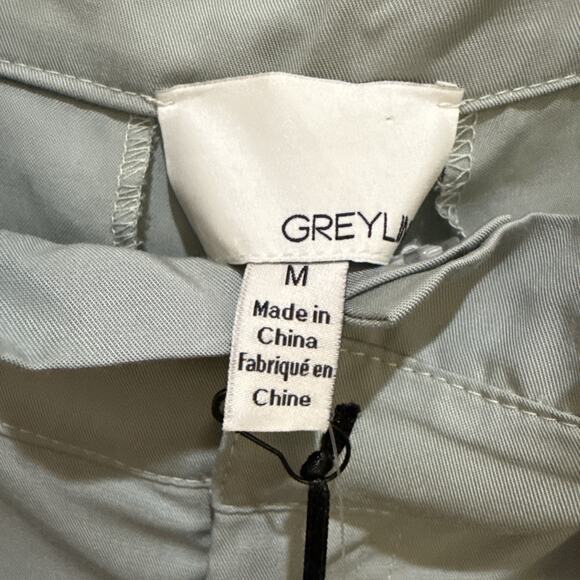 GREYLI
M
Made in
China
Fabriqué en
Chine